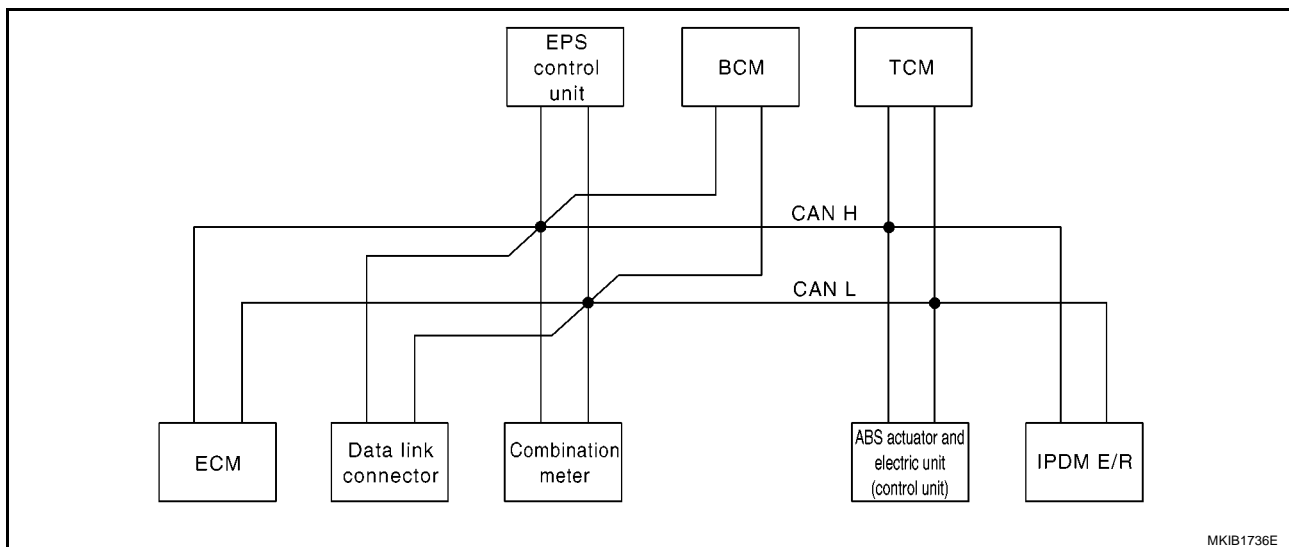 EPS
control
unit
BCM
TCM
CAN H
CAN L
ECM
Data link
connector
Combination
meter
ABS actuator and
electric unit
(control unit)
IPDM E/R
MKIB1736E